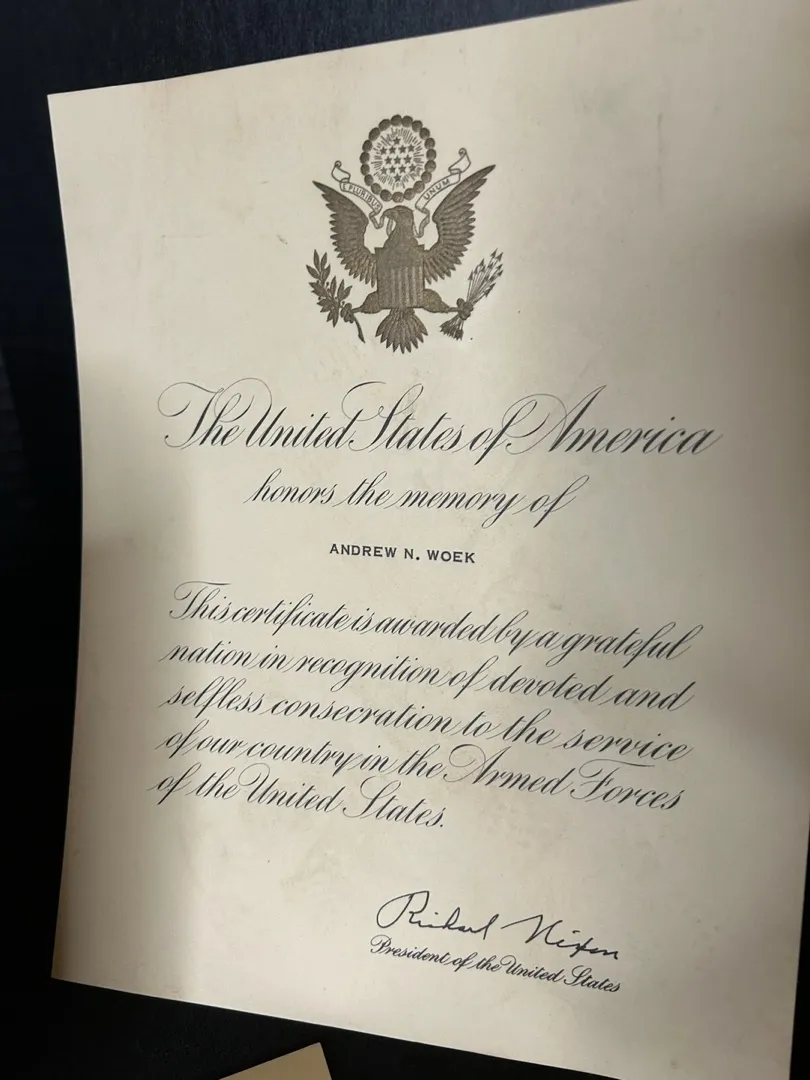 E PLURIBUS UNUM
The United States of America
honors the memory of
ANDREW N. WOEK
This certificate is awarded by a grateful
nation in recognition of devoted and
selfless consecration to the service
of our country in the Armed Forces
of the United States.
Richard Nixon
President of the United States